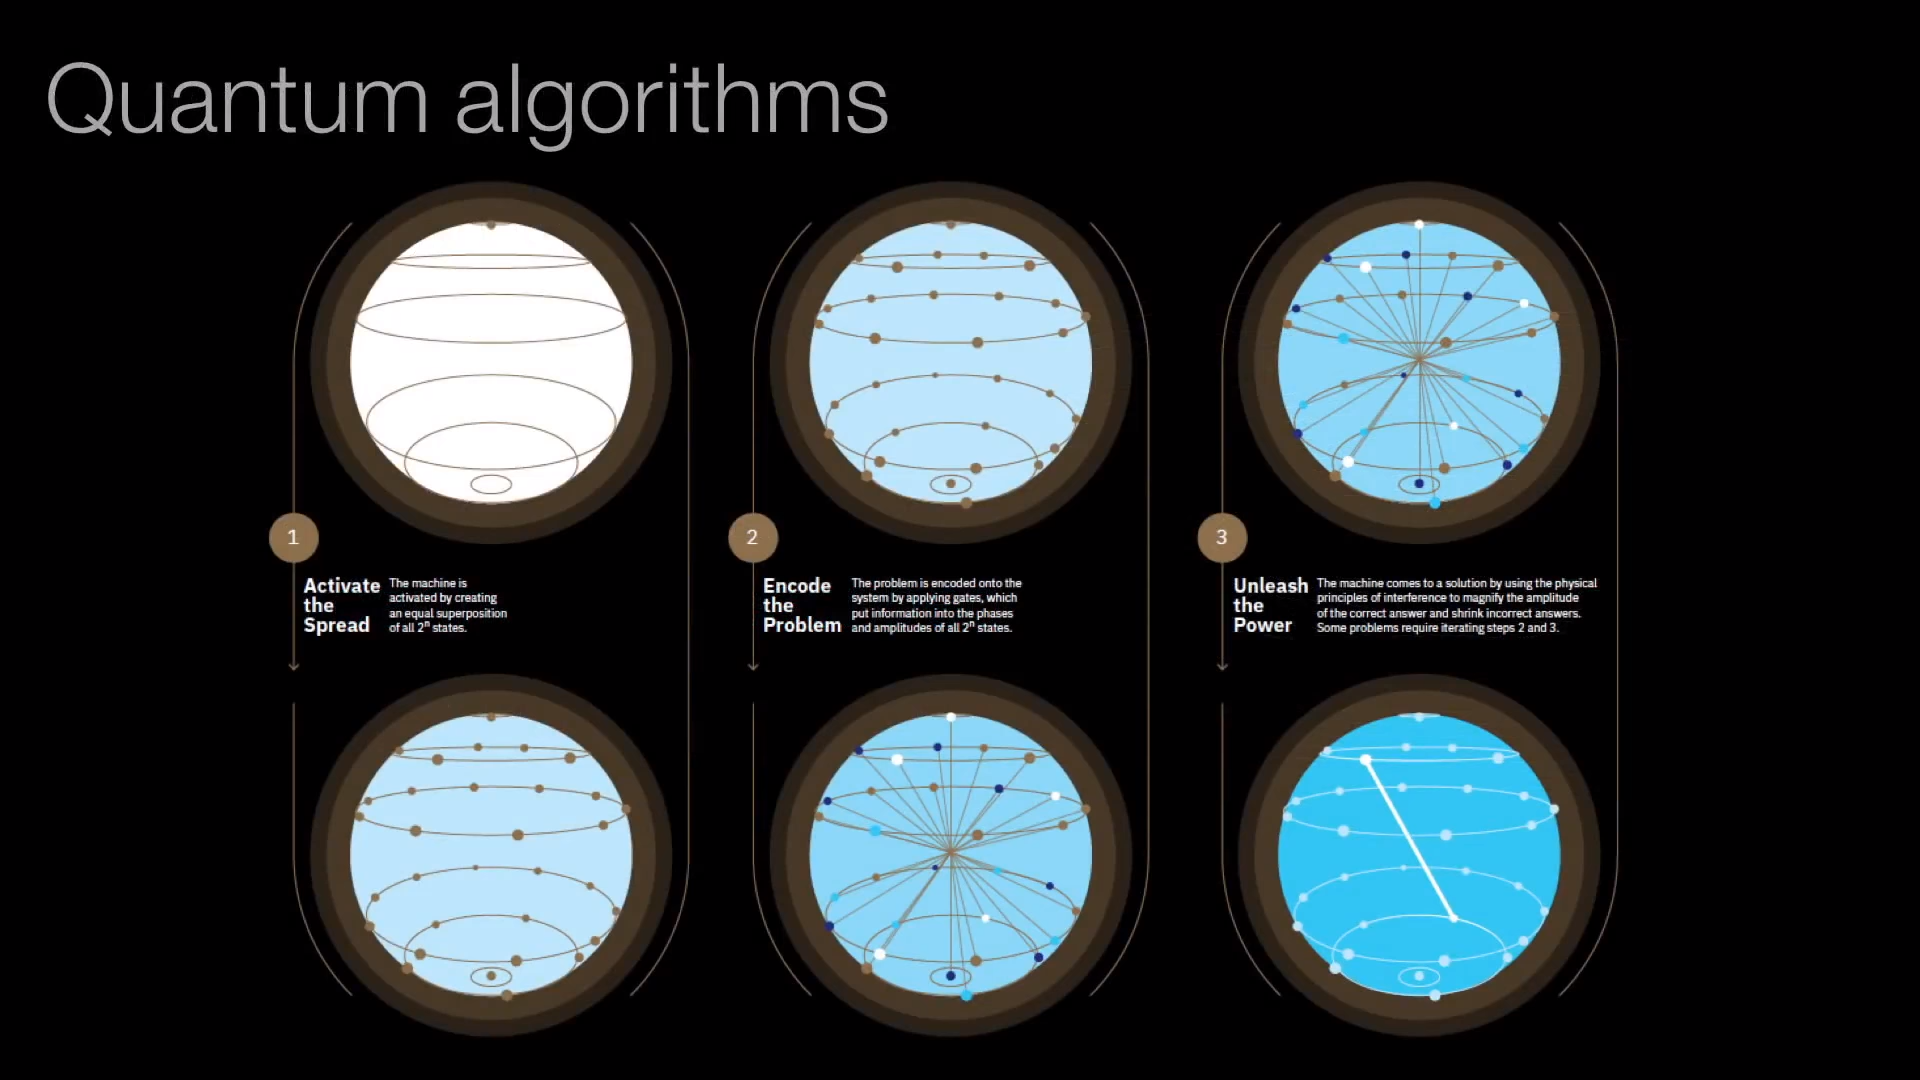 Quantum algorithms
1
Activate
the
Spread
The machine is
activated by creating
an equal superposition
of all 2ⁿ states.
2
Encode
the
Problem
The problem is encoded onto the
system by applying gates, which
put information into the phases
and amplitudes of all 2ⁿ states.
3
Unleash
the
Power
The machine comes to a solution by using the physical
principles of interference to magnify the amplitude
of the correct answer and shrink incorrect answers.
Some problems require iterating steps 2 and 3.